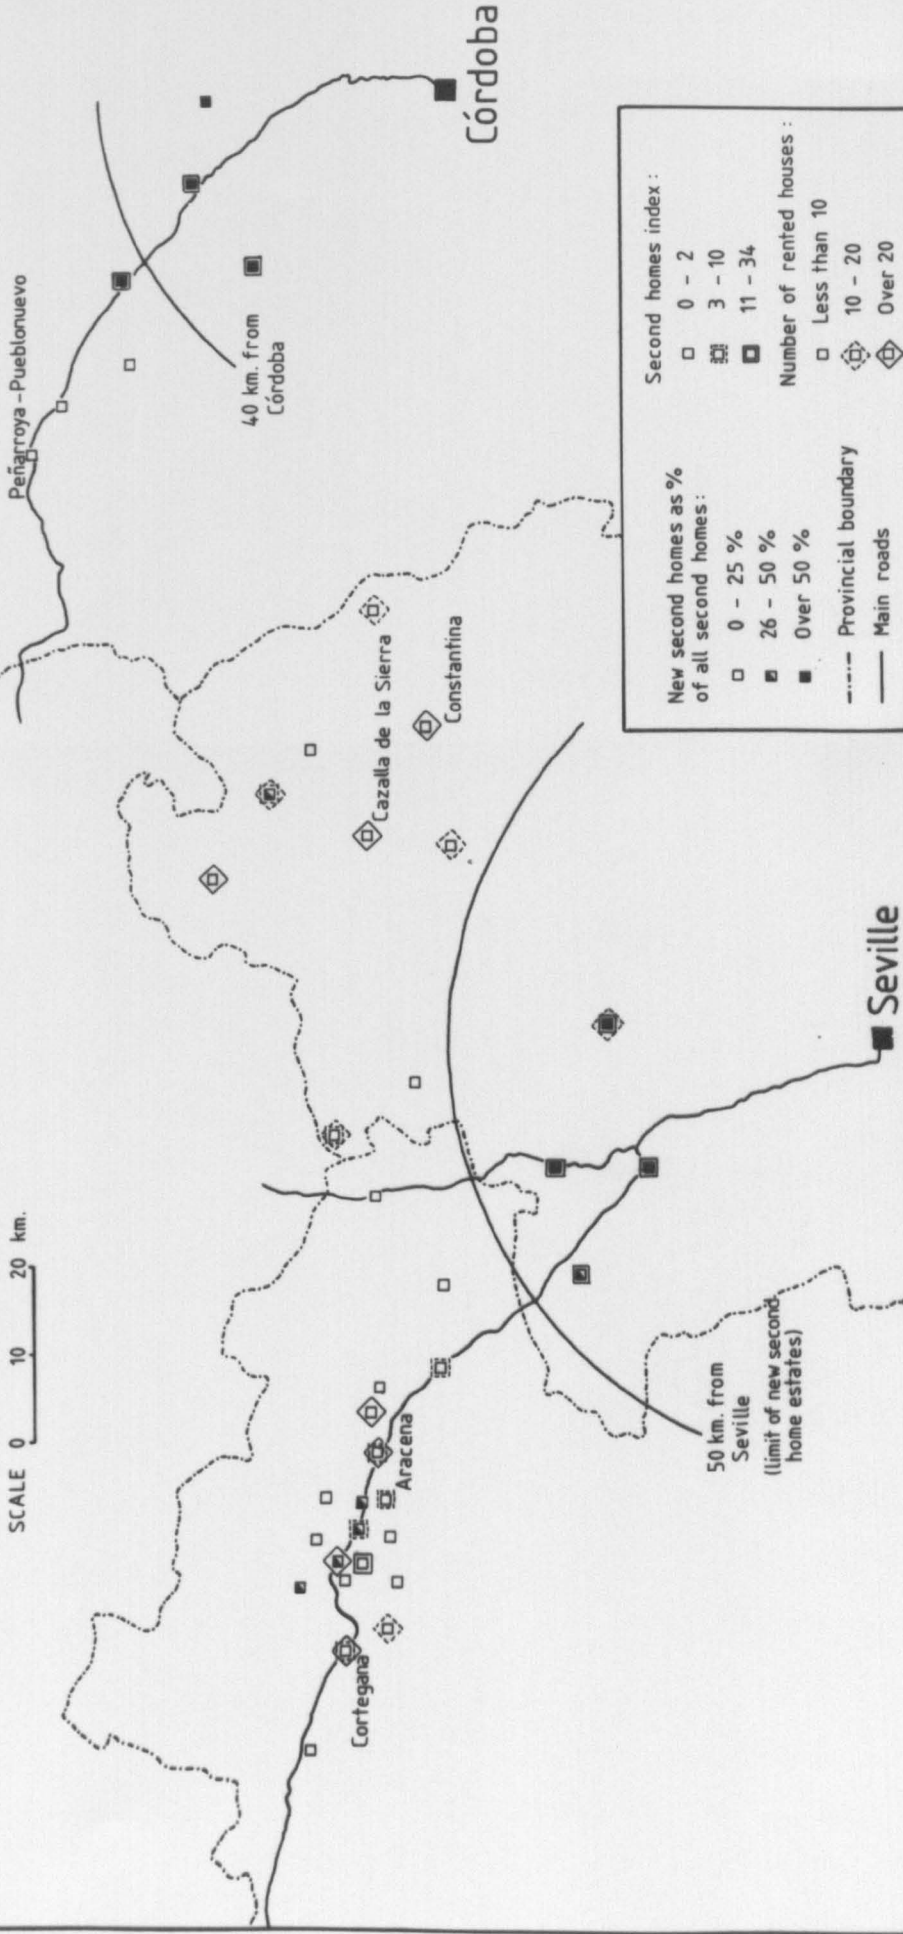 SCALE 0 10 20 km.
Peñarroya-Pueblonuevo
Córdoba
40 km. from
Córdoba
Cazalla de la Sierra
Constantina
Seville
Aracena
Cortegana
50 km. from
Seville
(limit of new second
home estates)
New second homes as %
of all second homes :
0 - 25 %
26 - 50 %
Over 50 %
Provincial boundary
Main roads
Second homes index :
0 - 2
3 - 10
11 - 34
Number of rented houses :
Less than 10
10 - 20
Over 20